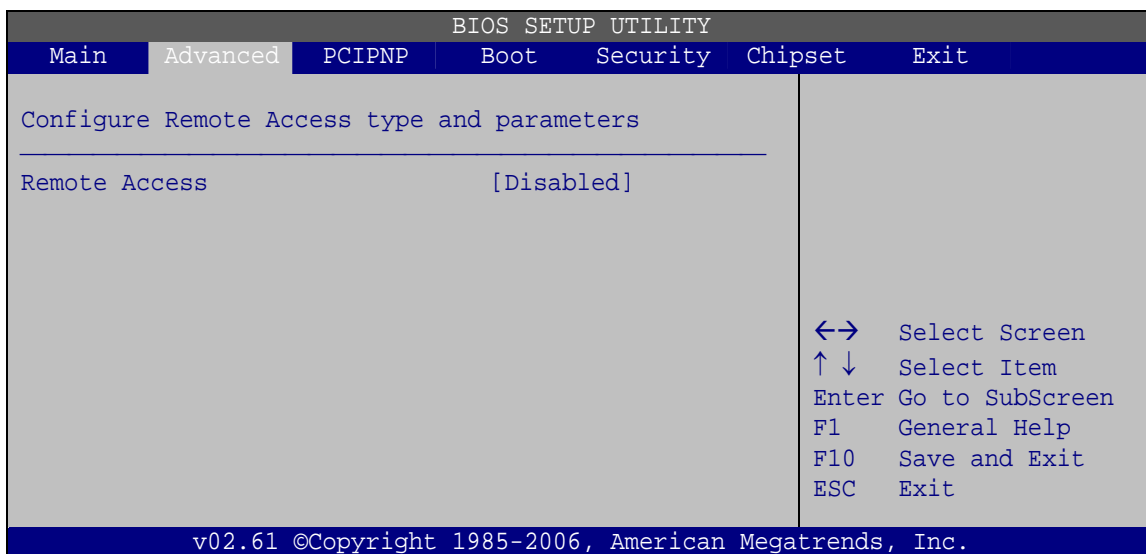 BIOS SETUP UTILITY
Main Advanced PCIPNP Boot Security Chipset Exit
Configure Remote Access type and parameters
Remote Access [Disabled]
←→ Select Screen
↑ ↓ Select Item
Enter Go to SubScreen
F1 General Help
F10 Save and Exit
ESC Exit
v02.61 ©Copyright 1985-2006, American Megatrends, Inc.